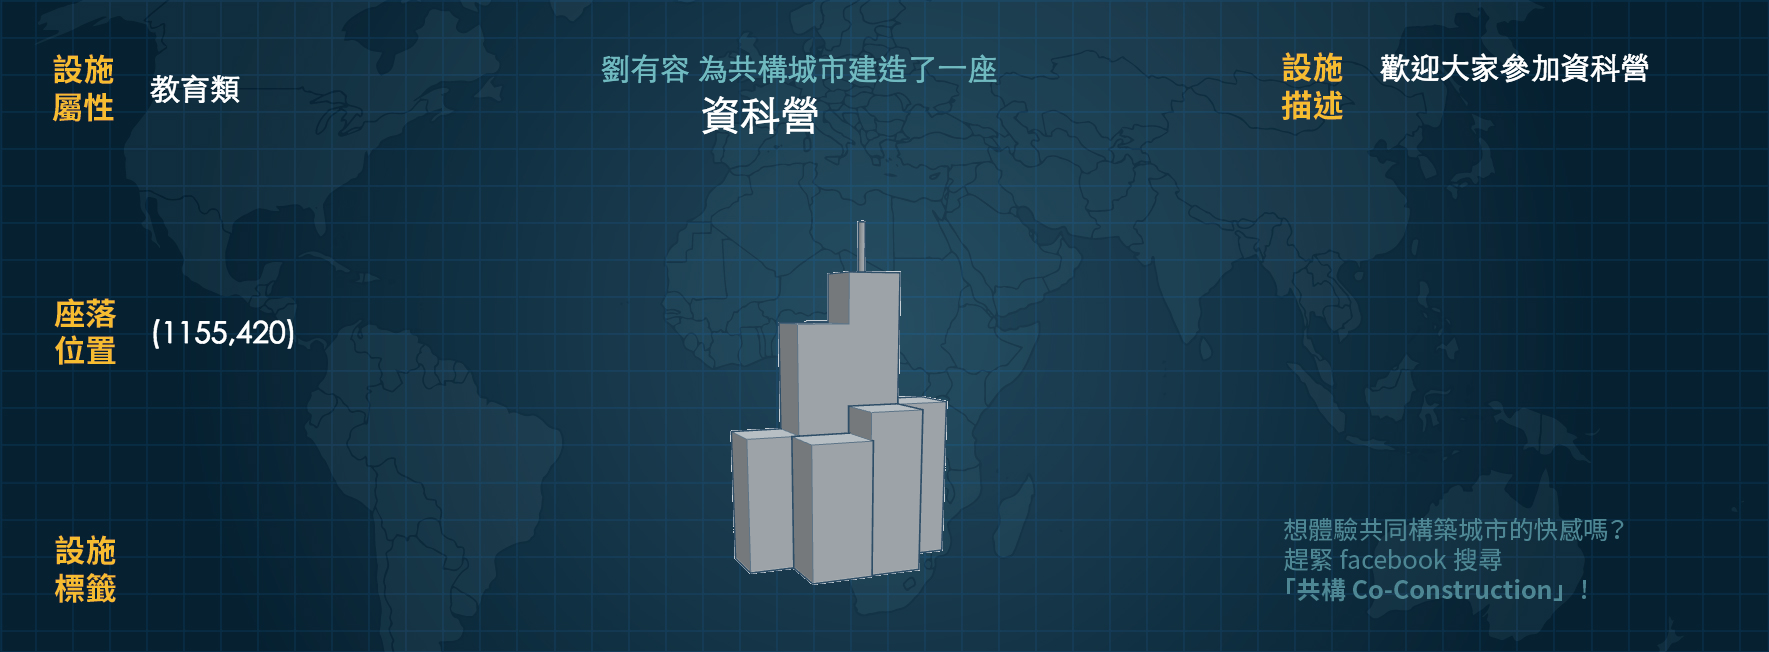 設施
屬性
教育類
劉有容 為共構城市建造了一座
資科營
設施
描述
歡迎大家參加資科營
座落
位置
(1155,420)
設施
標籤
想體驗共同構築城市的快感嗎？
趕緊 facebook 搜尋
「共構 Co-Construction」！